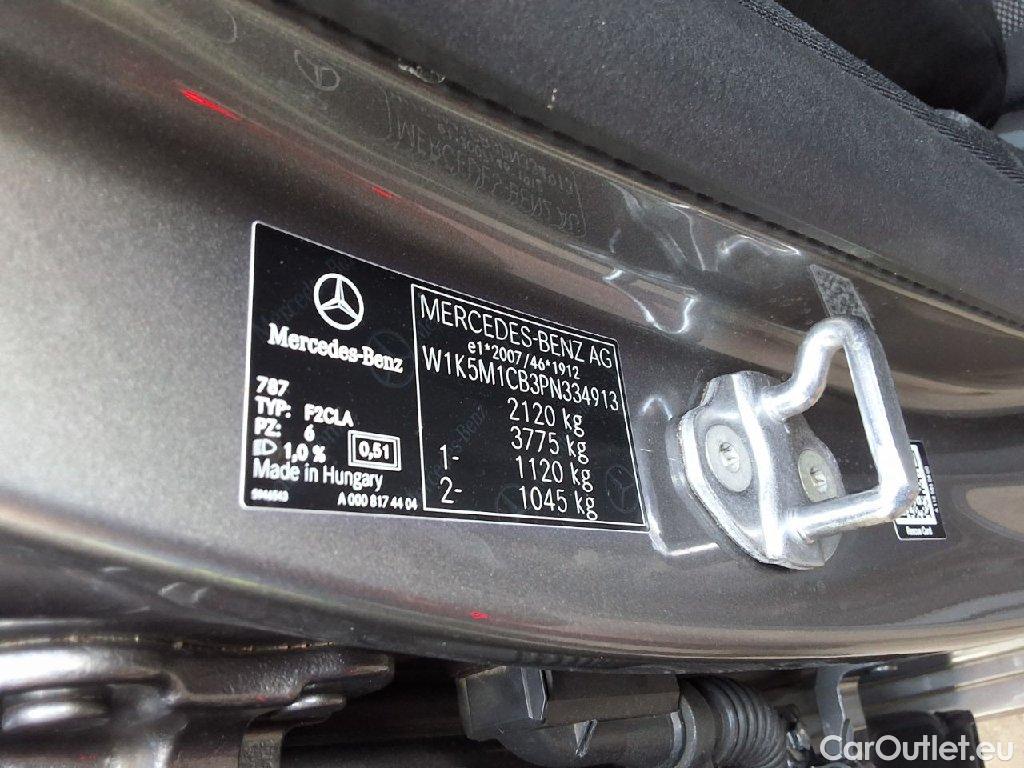 Mercedes-Benz
787
TYP: F2CLA
PZ: 6
1,0 % 0,51
Made in Hungary
A 000 817 44 04
MERCEDES-BENZ AG
e1*2007/46*1912
W1K5M1CB3PN334913
2120 kg
3775 kg
1- 1120 kg
2- 1045 kg
Rescue Card
CarOutlet.eu